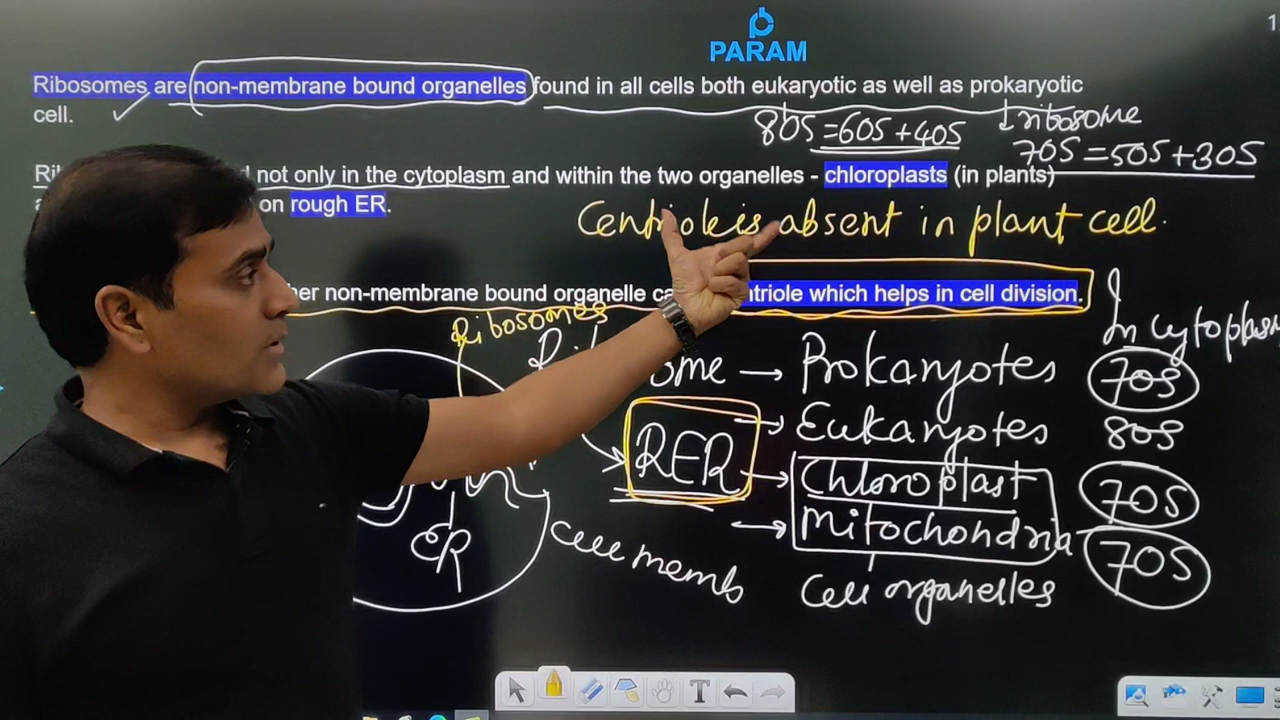 PARAM
1
Ribosomes are non-membrane bound organelles found in all cells both eukaryotic as well as prokaryotic
cell.
80S = 60S + 40S
ribosome
70S = 50S + 30S
not only in the cytoplasm and within the two organelles - chloroplasts (in plants)
on rough ER.
Centriole is absent in plant cell.
non-membrane bound organelle which helps in cell division.
In cytoplasm
Ribosomes
→ Prokaryotes 70S
→ Eukaryotes 80S
RER → Chloroplast 70S
→ Mitochondria 70S
ER
Cell memb
Cell organelles
T